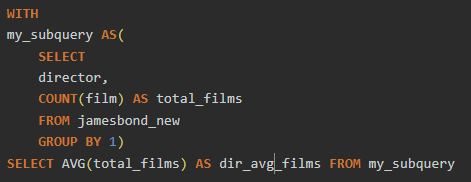 WITH
my_subquery AS(
SELECT
director,
COUNT(film) AS total_films
FROM jamesbond_new
GROUP BY 1)
SELECT AVG(total_films) AS dir_avg_films FROM my_subquery